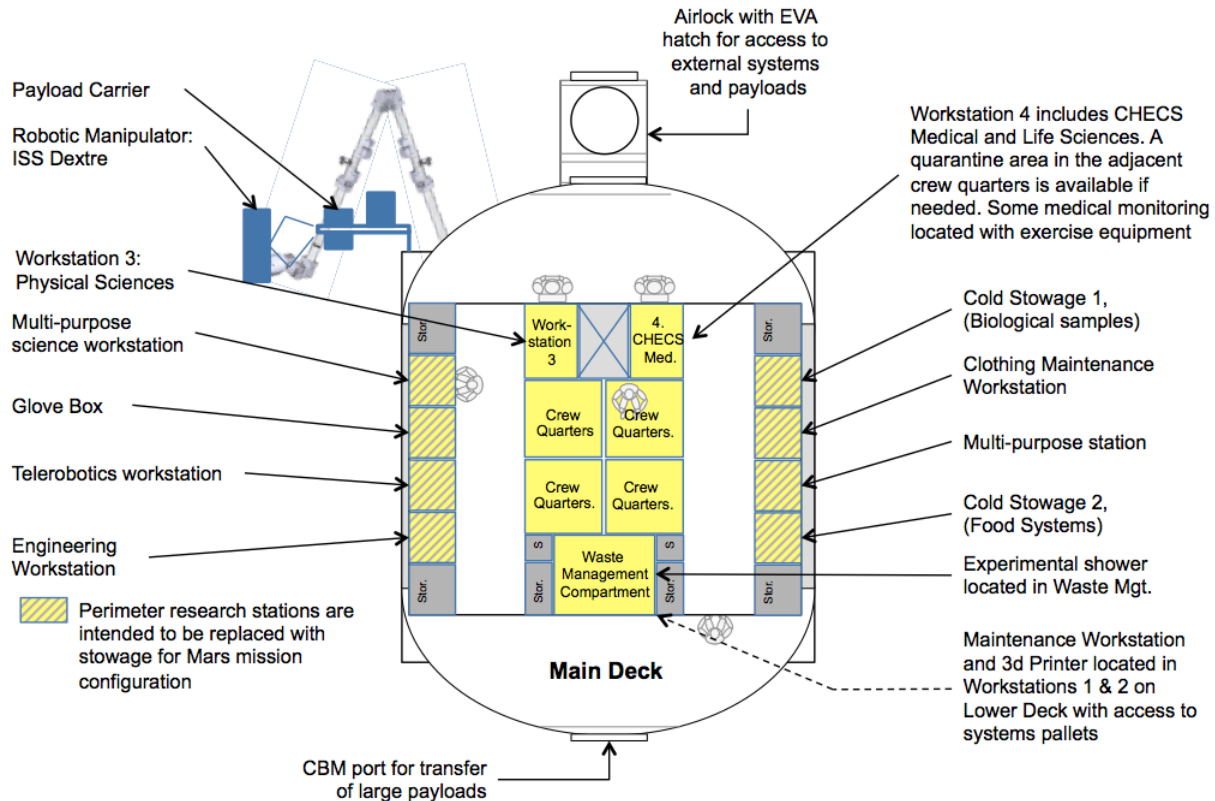 Airlock with EVA
hatch for access to
external systems
and payloads
Payload Carrier
Robotic Manipulator:
ISS Dextre
Workstation 3:
Physical Sciences
Multi-purpose
science workstation
Glove Box
Telerobotics workstation
Engineering
Workstation
Perimeter research stations are
intended to be replaced with
stowage for Mars mission
configuration
Stor.
Stor.
Work-
station
3
4.
CHECS
Med.
Crew
Quarters
Crew
Quarters.
Crew
Quarters.
Crew
Quarters.
S
Stor.
Waste
Management
Compartment
S
Stor.
Stor.
Stor.
Main Deck
CBM port for transfer
of large payloads
Workstation 4 includes CHECS
Medical and Life Sciences. A
quarantine area in the adjacent
crew quarters is available if
needed. Some medical monitoring
located with exercise equipment
Cold Stowage 1,
(Biological samples)
Clothing Maintenance
Workstation
Multi-purpose station
Cold Stowage 2,
(Food Systems)
Experimental shower
located in Waste Mgt.
Maintenance Workstation
and 3d Printer located in
Workstations 1 & 2 on
Lower Deck with access to
systems pallets